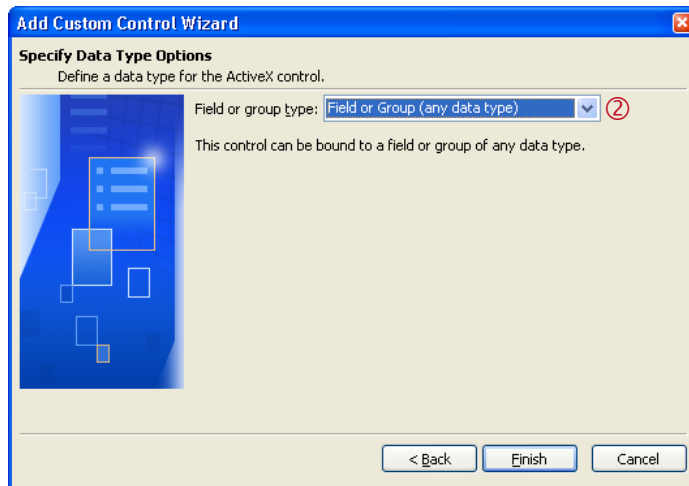 Add Custom Control Wizard
Specify Data Type Options
Define a data type for the ActiveX control.
Field or group type: Field or Group (any data type) ②
This control can be bound to a field or group of any data type.
< Back Finish Cancel